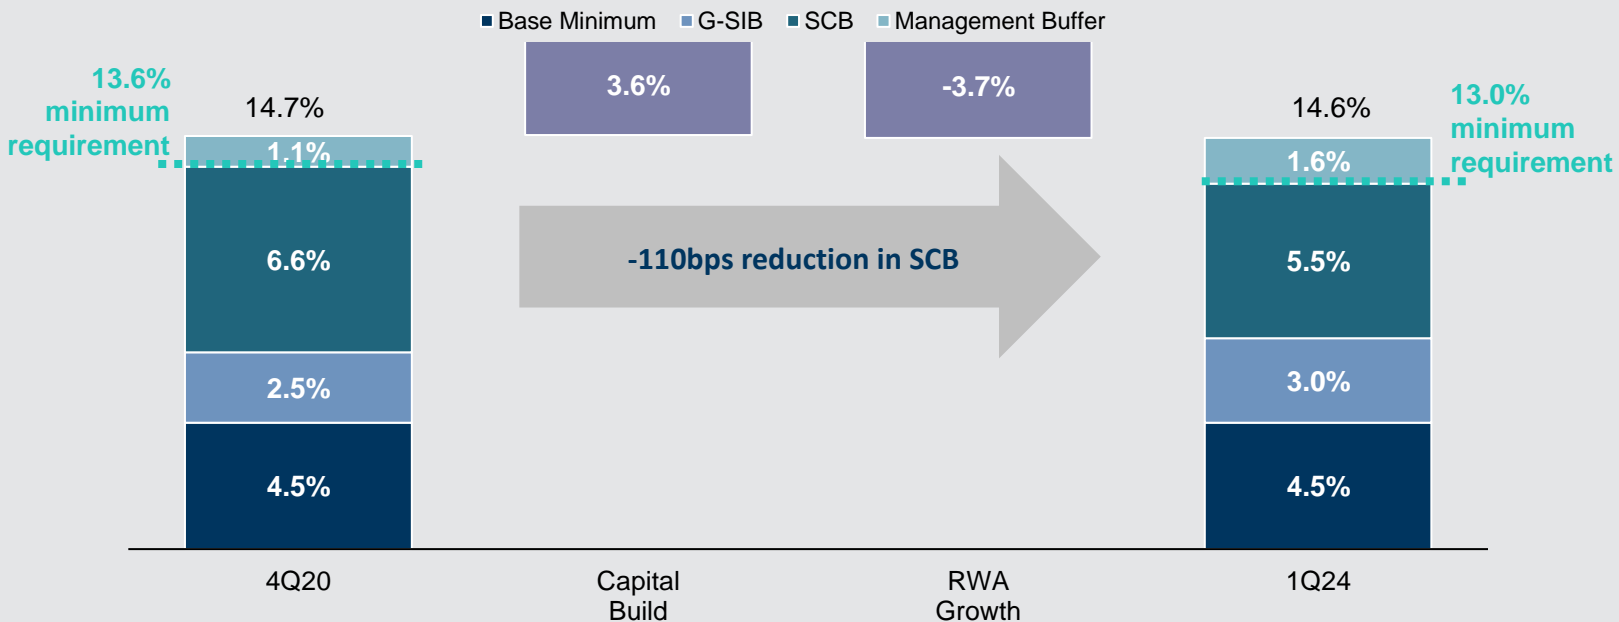 Base Minimum G-SIB SCB Management Buffer
13.6%
minimum
requirement
14.7%
1.1%
6.6%
2.5%
4.5%
3.6%
-3.7%
-110bps reduction in SCB
14.6%
13.0%
minimum
requirement
1.6%
5.5%
3.0%
4.5%
4Q20
Capital
Build
RWA
Growth
1Q24